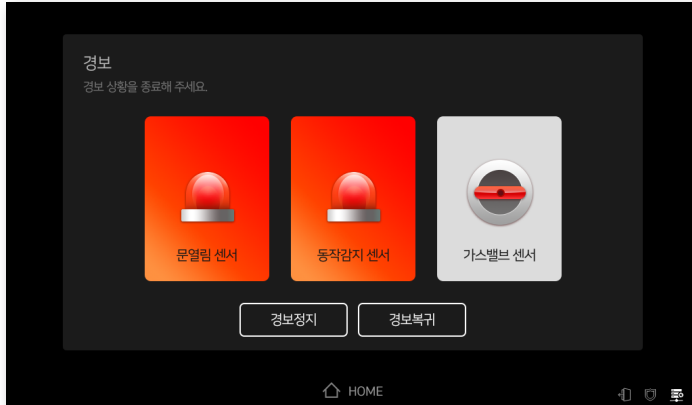 경보
경보 상황을 종료해 주세요.
문열림 센서
동작감지 센서
가스밸브 센서
경보정지
경보복귀
HOME